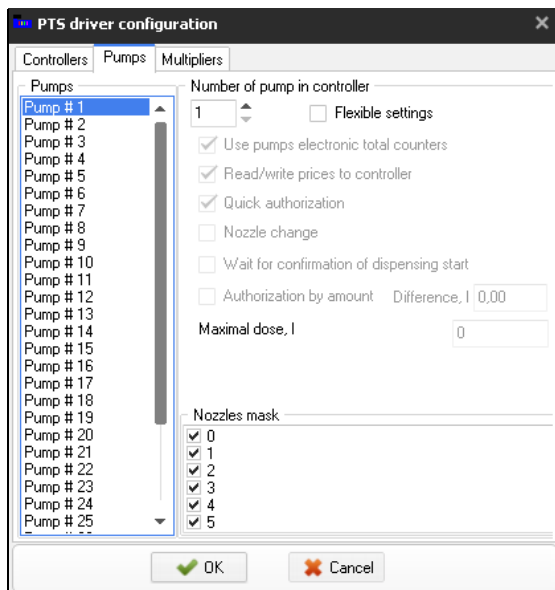 PTS driver configuration
Controllers Pumps Multipliers
Pumps
Pump # 1
Pump # 2
Pump # 3
Pump # 4
Pump # 5
Pump # 6
Pump # 7
Pump # 8
Pump # 9
Pump # 10
Pump # 11
Pump # 12
Pump # 13
Pump # 14
Pump # 15
Pump # 16
Pump # 17
Pump # 18
Pump # 19
Pump # 20
Pump # 21
Pump # 22
Pump # 23
Pump # 24
Pump # 25
Number of pump in controller
1 Flexible settings
Use pumps electronic total counters
Read/write prices to controller
Quick authorization
Nozzle change
Wait for confirmation of dispensing start
Authorization by amount Difference, l 0,00
Maximal dose, l 0
Nozzles mask
0
1
2
3
4
5
OK Cancel